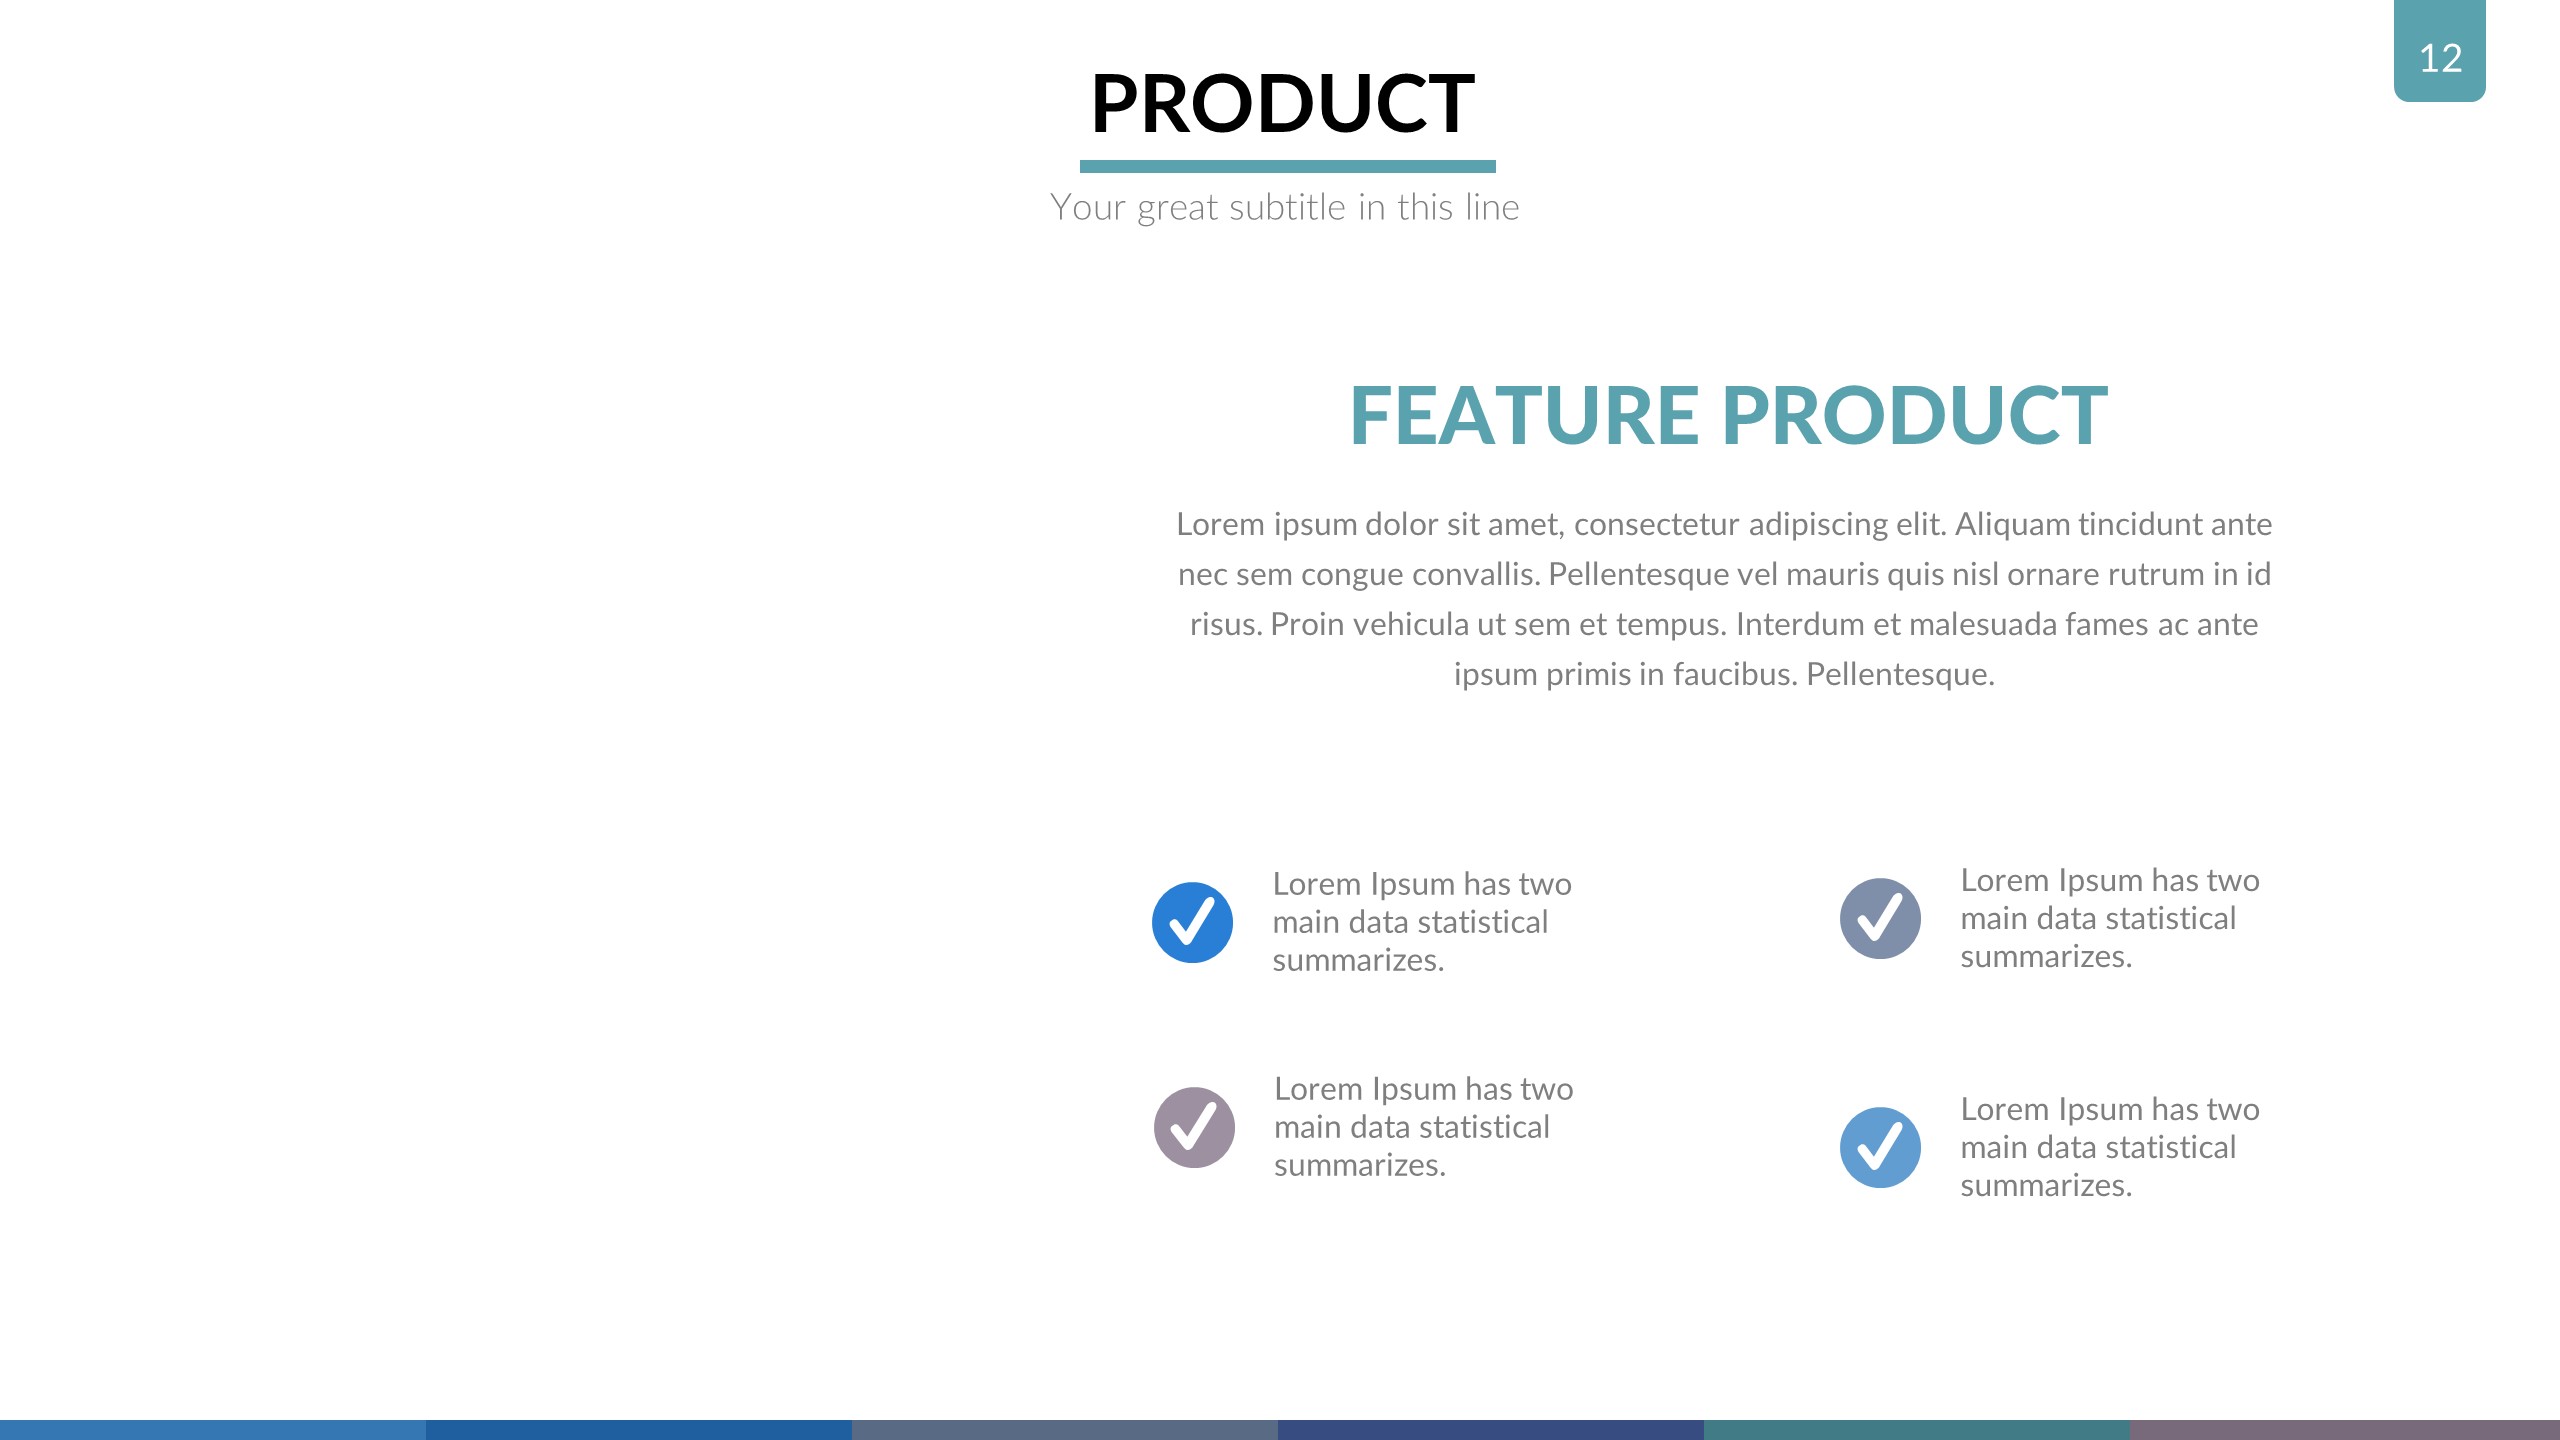 12
PRODUCT
Your great subtitle in this line
FEATURE PRODUCT
Lorem ipsum dolor sit amet, consectetur adipiscing elit. Aliquam tincidunt ante
nec sem congue convallis. Pellentesque vel mauris quis nisl ornare rutrum in id
risus. Proin vehicula ut sem et tempus. Interdum et malesuada fames ac ante
ipsum primis in faucibus. Pellentesque.
Lorem Ipsum has two
main data statistical
summarizes.
Lorem Ipsum has two
main data statistical
summarizes.
Lorem Ipsum has two
main data statistical
summarizes.
Lorem Ipsum has two
main data statistical
summarizes.